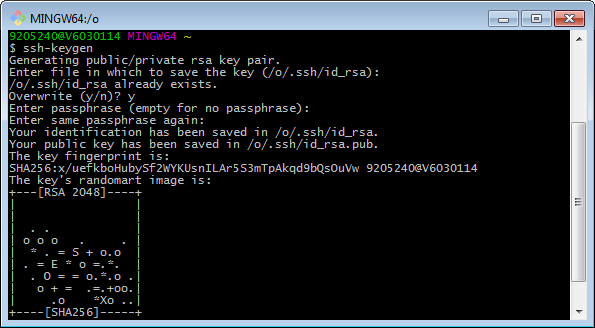 MINGW64:/o
9205240@V6030114 MINGW64 ~
$ ssh-keygen
Generating public/private rsa key pair.
Enter file in which to save the key (/o/.ssh/id_rsa):
/o/.ssh/id_rsa already exists.
Overwrite (y/n)? y
Enter passphrase (empty for no passphrase):
Enter same passphrase again:
Your identification has been saved in /o/.ssh/id_rsa.
Your public key has been saved in /o/.ssh/id_rsa.pub.
The key fingerprint is:
SHA256:x/uefkboHubySf2WYKUsnILAr5S3mTpAkqd9bQsOuVw 9205240@V6030114
The key's randomart image is:
+---[RSA 2048]----+
|                 |
|                 |
|  . .            |
| o o o   .     . |
|  * . = S + o.o  |
| . = E * o =.*.  |
|  . O = = o.*.o .|
|   o + =  .=.+oo.|
|     .o    *Xo ..|
+----[SHA256]-----+